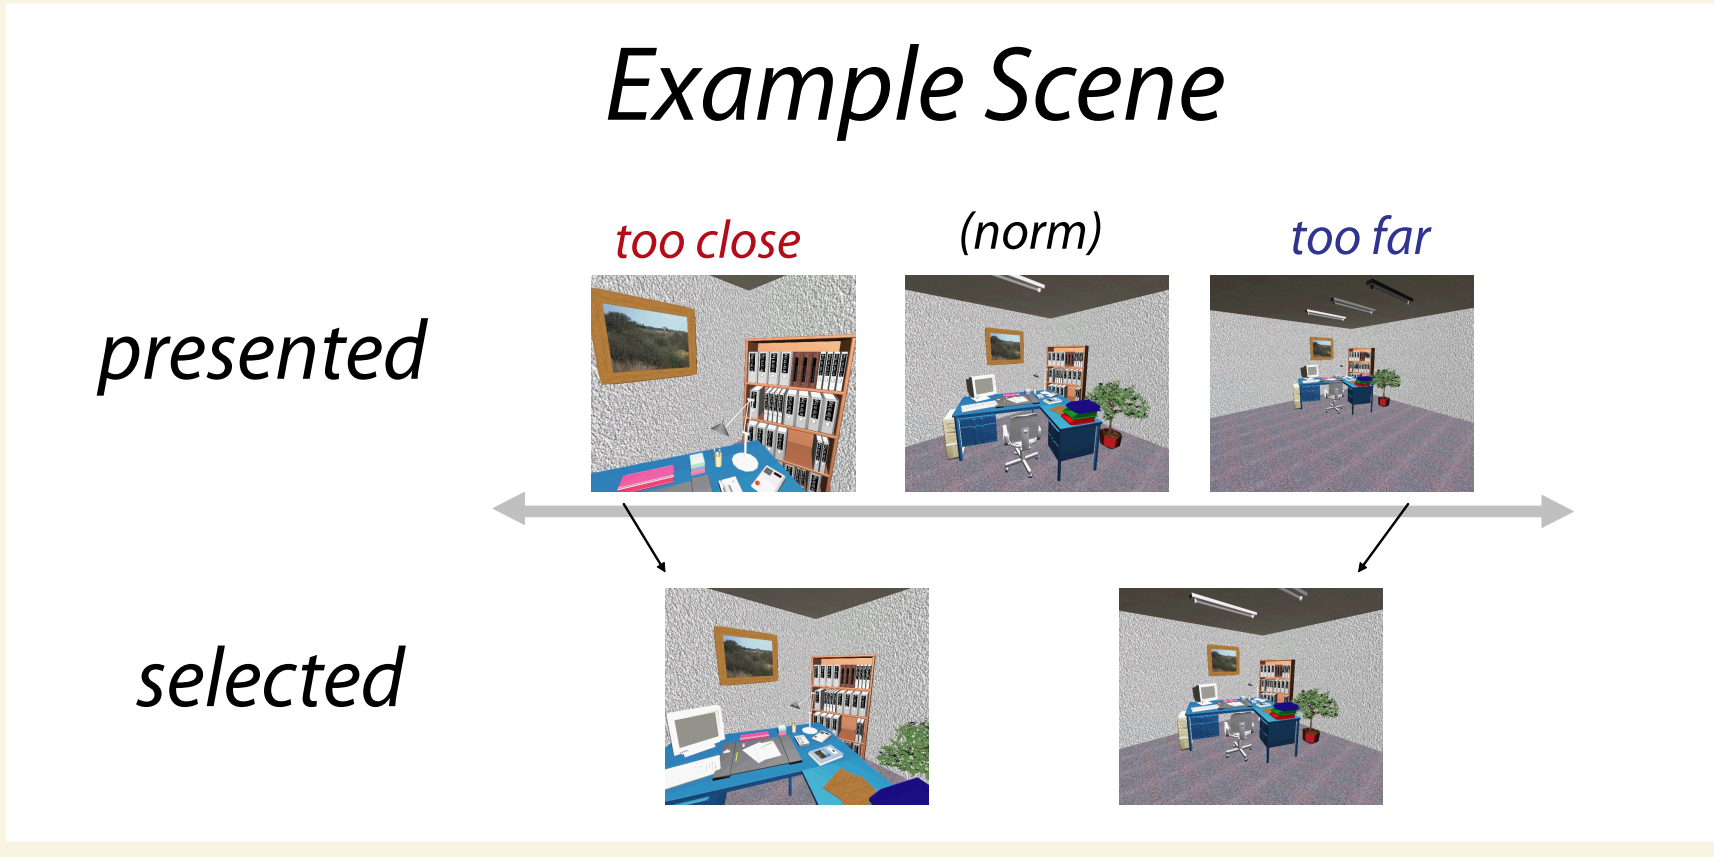 Example Scene
too close
(norm)
too far
presented
selected